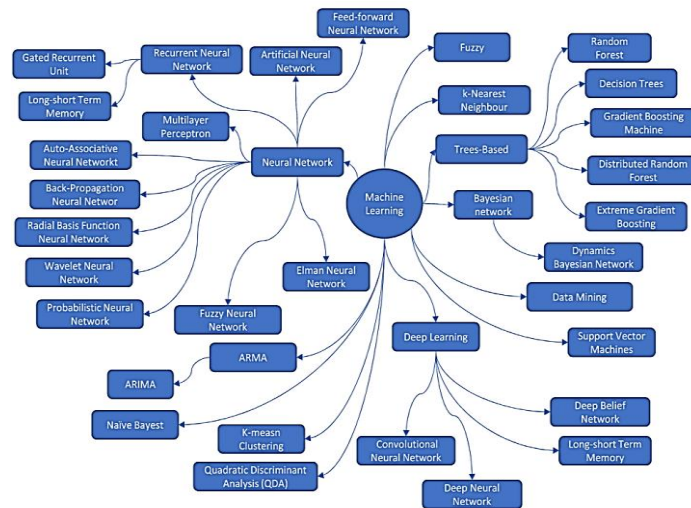 Feed-forward
Neural Network
Recurrent Neural
Network
Artificial Neural
Network
Fuzzy
Random
Forest
Gated Recurrent
Unit
Decision Trees
Long-short Term
Memory
k-Nearest
Neighbour
Multilayer
Perceptron
Gradient Boosting
Machine
Auto-Associative
Neural Networkt
Neural Network
Trees-Based
Distributed Random
Forest
Back-Propagation
Neural Networ
Machine
Learning
Bayesian
network
Extreme Gradient
Boosting
Radial Basis Function
Neural Network
Dynamics
Bayesian Network
Wavelet Neural
Network
Elman Neural
Network
Data Mining
Probabilistic Neural
Network
Fuzzy Neural
Network
Deep Learning
Support Vector
Machines
ARMA
ARIMA
Deep Belief
Network
Naïve Bayest
K-measn
Clustering
Convolutional
Neural Network
Long-short Term
Memory
Quadratic Discriminant
Analysis (QDA)
Deep Neural
Network